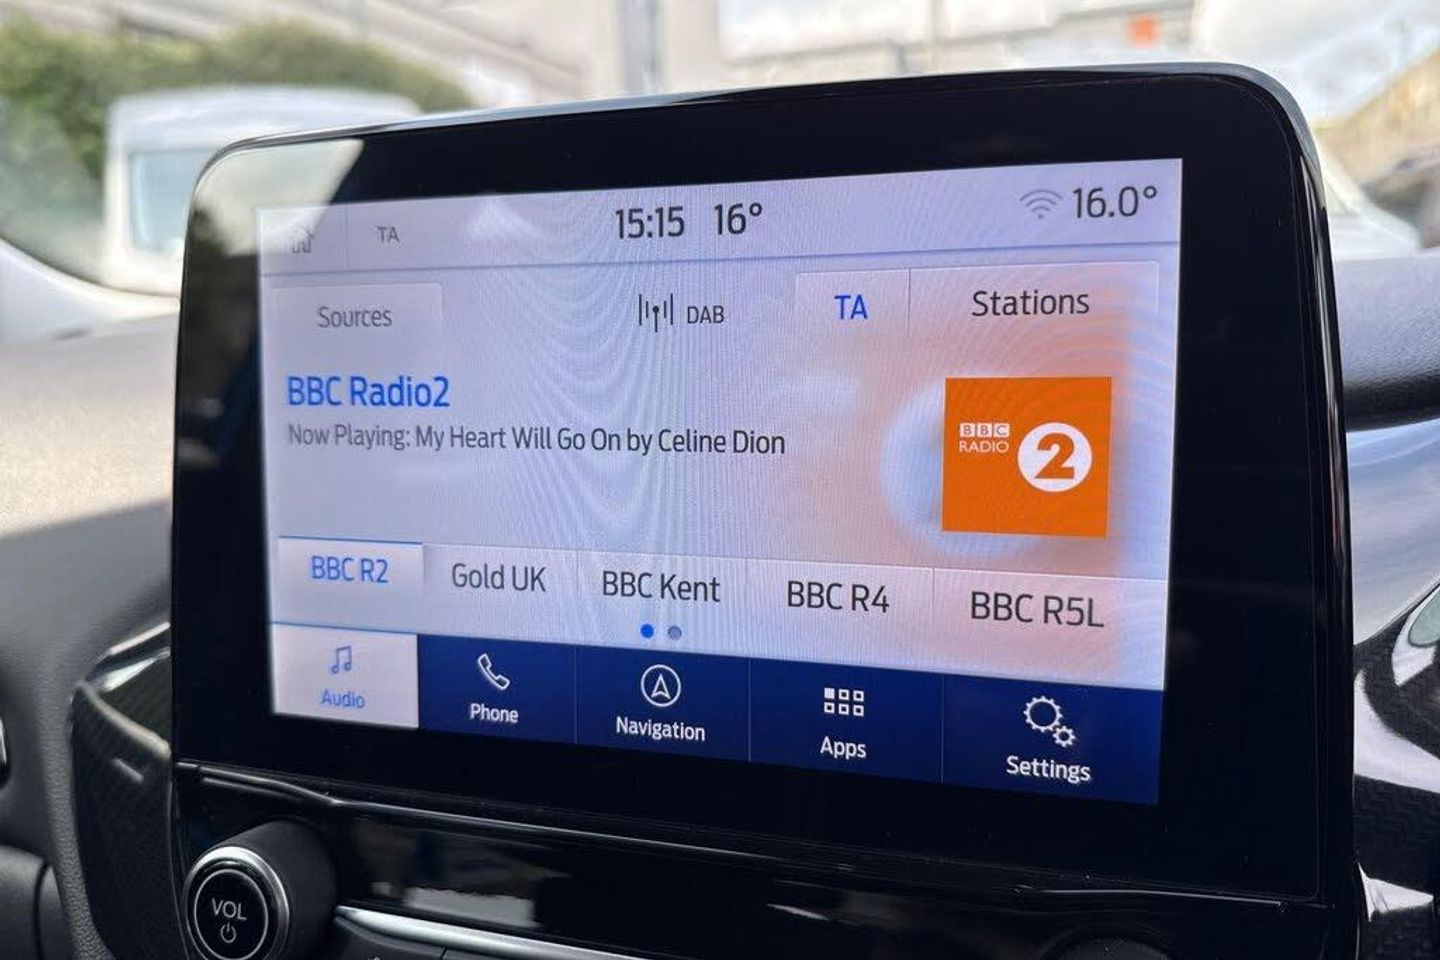 TA
15:15 16°
16.0°
Sources
DAB
TA
Stations
BBC Radio2
Now Playing: My Heart Will Go On by Celine Dion
BBC
RADIO
2
BBC R2
Gold UK
BBC Kent
BBC R4
BBC R5L
Audio
Phone
Navigation
Apps
Settings
VOL